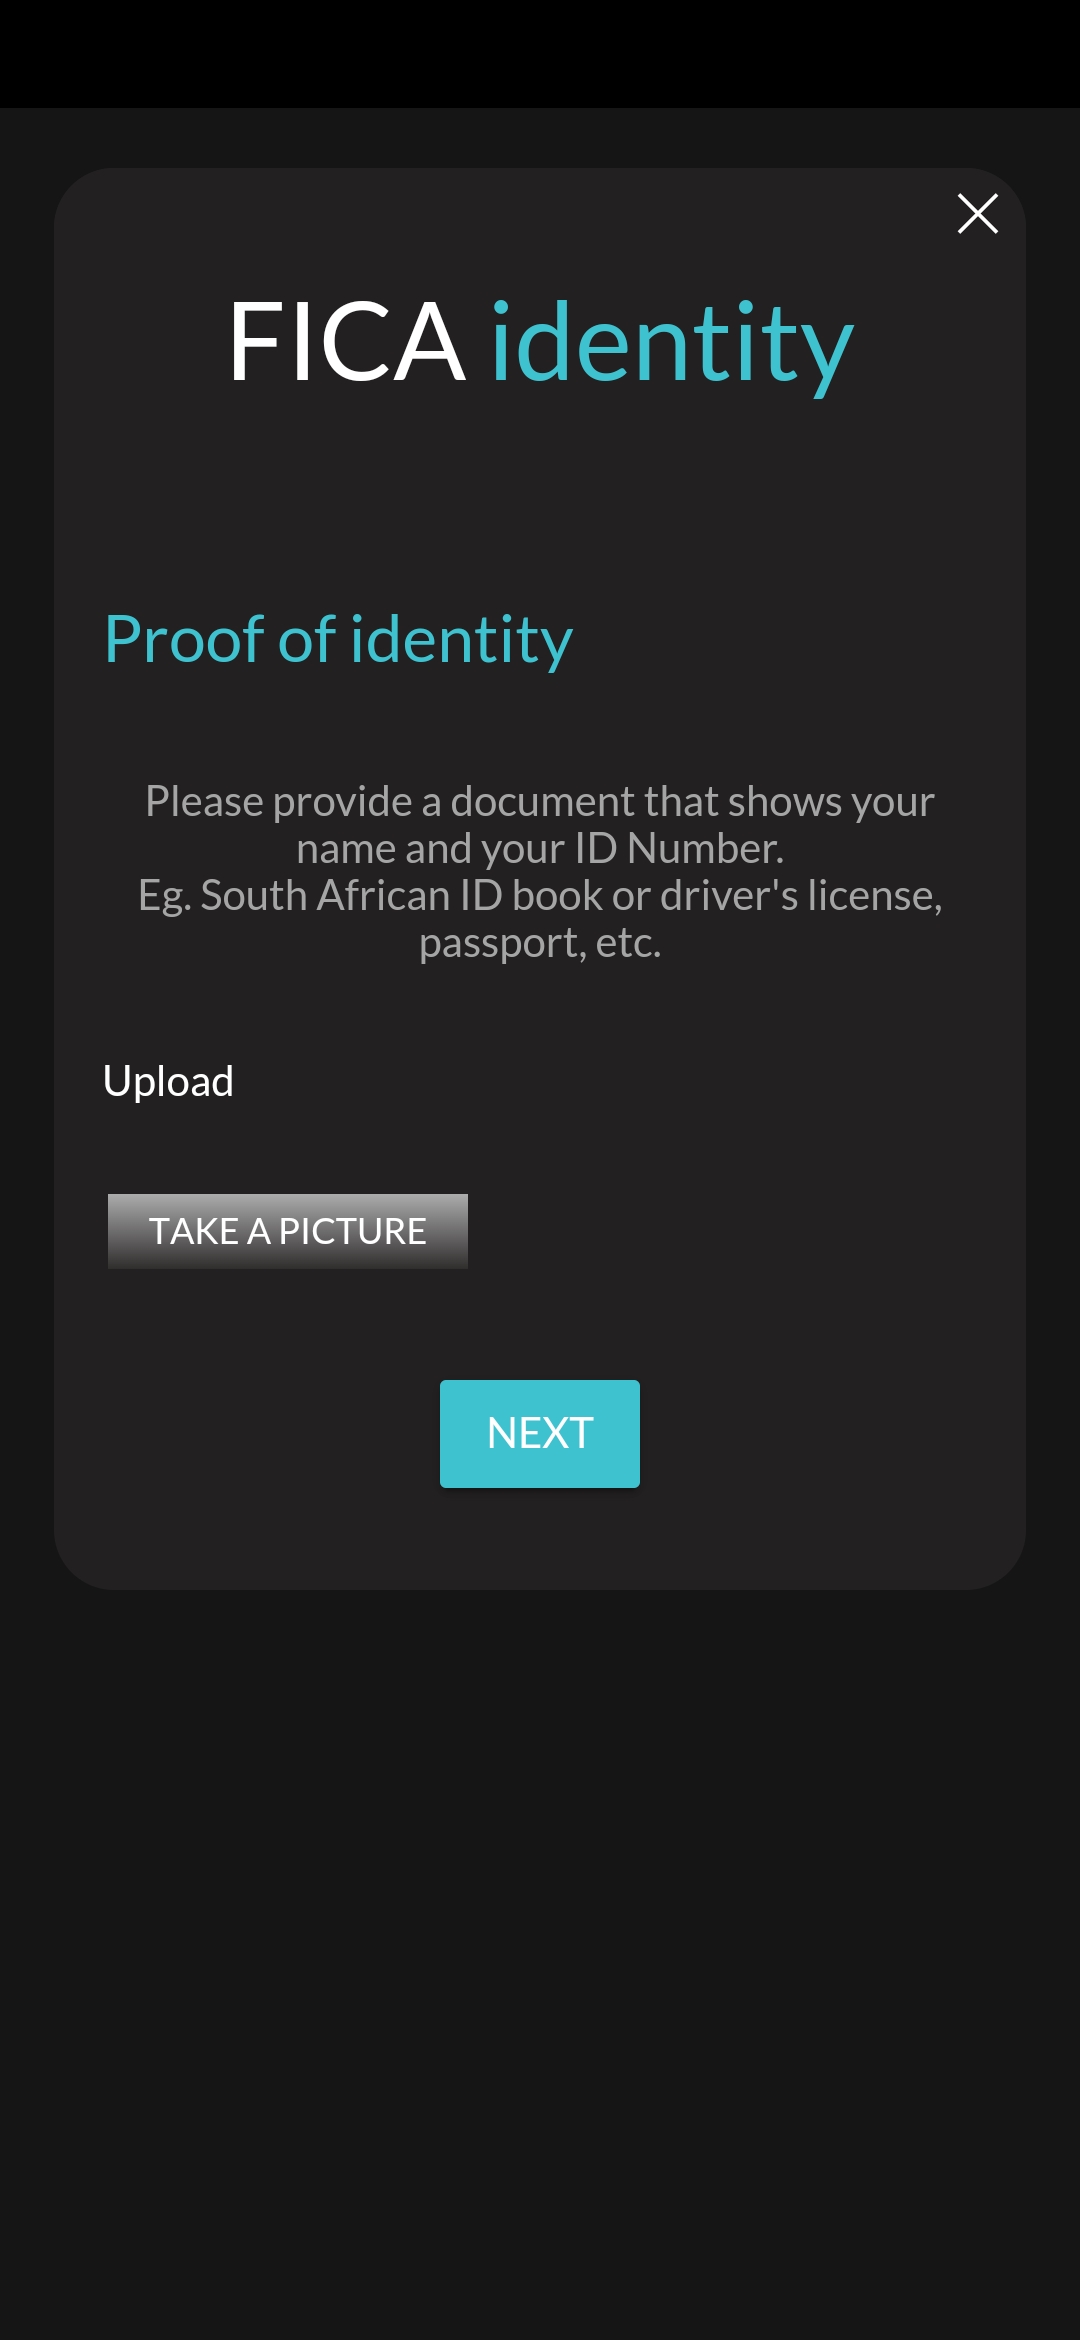 FICA identity
Proof of identity
Please provide a document that shows your
name and your ID Number.
Eg. South African ID book or driver's license,
passport, etc.
Upload
TAKE A PICTURE
NEXT